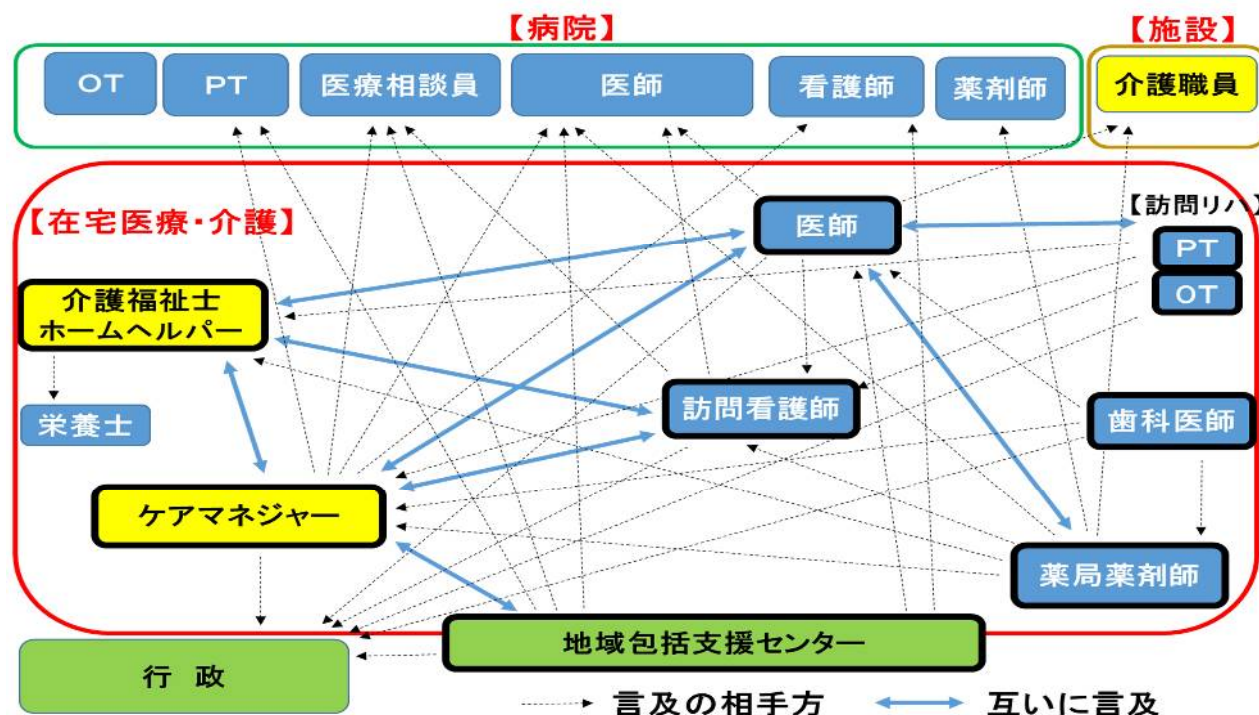 【病院】
【施設】
OT
PT
医療相談員
医師
看護師
薬剤師
介護職員
【在宅医療・介護】
医師
【訪問リハ】
PT
OT
介護福祉士
ホームヘルパー
訪問看護師
栄養士
歯科医師
ケアマネジャー
薬局薬剤師
地域包括支援センター
行 政
言及の相手方
互いに言及